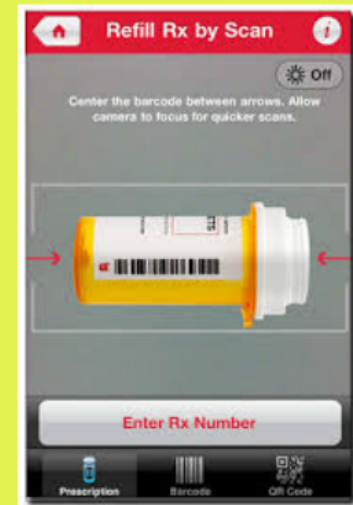 Refill Rx by Scan
i
Off
Center the barcode between arrows. Allow
camera to focus for quicker scans.
Enter Rx Number
Prescription
Barcode
QR Code